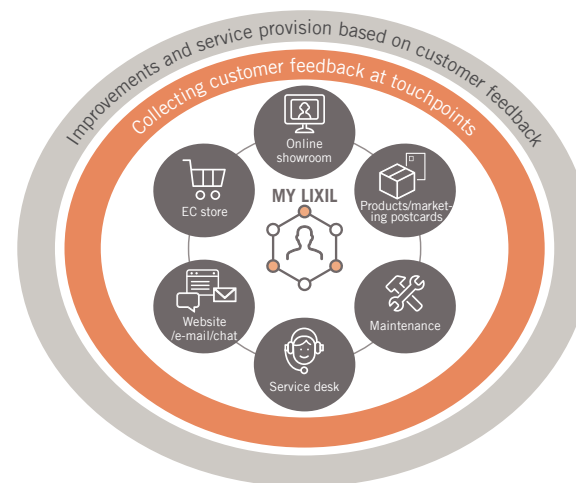 Improvements and service provision based on customer feedback
Collecting customer feedback at touchpoints
Online
showroom
EC store
MY LIXIL
Products/market-
ing postcards
Website
/e-mail/chat
Maintenance
Service desk